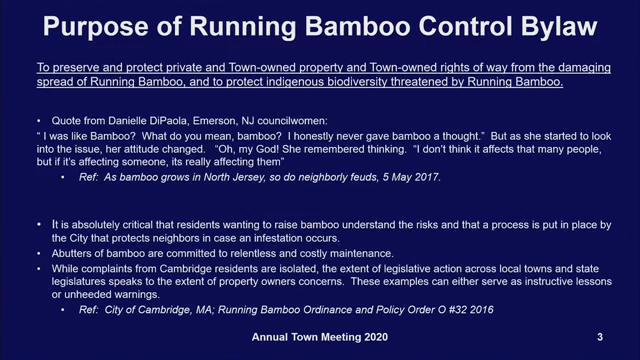 Purpose of Running Bamboo Control Bylaw
To preserve and protect private and Town-owned property and Town-owned rights of way from the damaging
spread of Running Bamboo, and to protect indigenous biodiversity threatened by Running Bamboo.
• Quote from Danielle DiPaola, Emerson, NJ councilwomen:
“ I was like Bamboo? What do you mean, bamboo? I honestly never gave bamboo a thought.” But as she started to look
into the issue, her attitude changed. “Oh, my God! She remembered thinking. “I don’t think it affects that many people,
but if it’s affecting someone, its really affecting them”
• Ref: As bamboo grows in North Jersey, so do neighborly feuds, 5 May 2017.
• It is absolutely critical that residents wanting to raise bamboo understand the risks and that a process is put in place by
the City that protects neighbors in case an infestation occurs.
• Abutters of bamboo are committed to relentless and costly maintenance.
• While complaints from Cambridge residents are isolated, the extent of legislative action across local towns and state
legislatures speaks to the extent of property owners concerns. These examples can either serve as instructive lessons
or unheeded warnings.
• Ref: City of Cambridge, MA; Running Bamboo Ordinance and Policy Order O #32 2016
Annual Town Meeting 2020
3